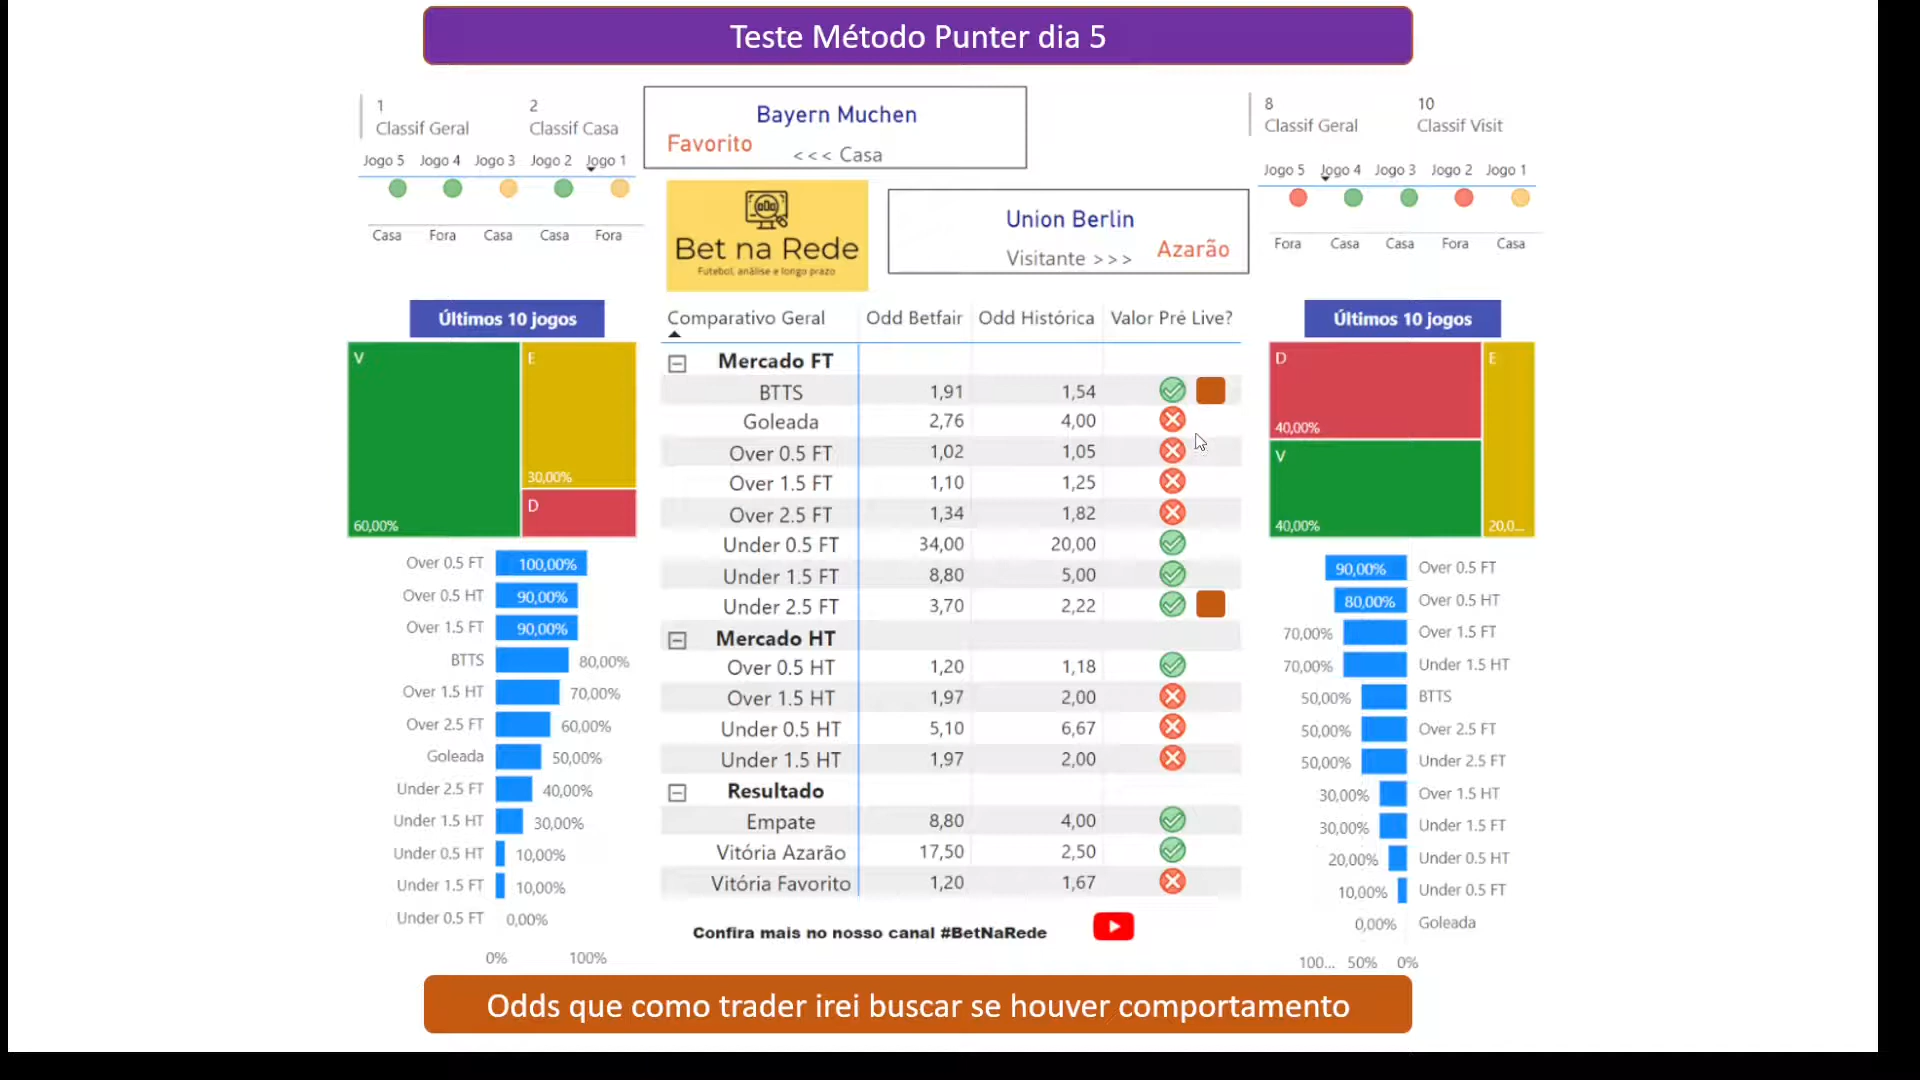 Teste Método Punter dia 5
1
Classif Geral
2
Classif Casa
Jogo 5 Jogo 4 Jogo 3 Jogo 2 Jogo 1
Casa Fora Casa Casa Fora
Bayern Muchen
Favorito
<<< Casa
8
Classif Geral
10
Classif Visit
Jogo 5 Jogo 4 Jogo 3 Jogo 2 Jogo 1
Fora Casa Casa Fora Casa
Bet na Rede
Futebol, análise e longo prazo
Union Berlin
Visitante >>>
Azarão
Últimos 10 jogos
V
60,00%
E
30,00%
D
Over 0.5 FT 100,00%
Over 0.5 HT 90,00%
Over 1.5 FT 90,00%
BTTS 80,00%
Over 1.5 HT 70,00%
Over 2.5 FT 60,00%
Goleada 50,00%
Under 2.5 FT 40,00%
Under 1.5 HT 30,00%
Under 0.5 HT 10,00%
Under 1.5 FT 10,00%
Under 0.5 FT 0,00%
0% 100%
Comparativo Geral Odd Betfair Odd Histórica Valor Pré Live?
Mercado FT
BTTS 1,91 1,54
Goleada 2,76 4,00
Over 0.5 FT 1,02 1,05
Over 1.5 FT 1,10 1,25
Over 2.5 FT 1,34 1,82
Under 0.5 FT 34,00 20,00
Under 1.5 FT 8,80 5,00
Under 2.5 FT 3,70 2,22
Mercado HT
Over 0.5 HT 1,20 1,18
Over 1.5 HT 1,97 2,00
Under 0.5 HT 5,10 6,67
Under 1.5 HT 1,97 2,00
Resultado
Empate 8,80 4,00
Vitória Azarão 17,50 2,50
Vitória Favorito 1,20 1,67
Confira mais no nosso canal #BetNaRede
Últimos 10 jogos
D
40,00%
V
40,00%
E
20,0...
90,00% Over 0.5 FT
80,00% Over 0.5 HT
70,00% Over 1.5 FT
70,00% Under 1.5 HT
50,00% BTTS
50,00% Over 2.5 FT
50,00% Under 2.5 FT
30,00% Over 1.5 HT
30,00% Under 1.5 FT
20,00% Under 0.5 HT
10,00% Under 0.5 FT
0,00% Goleada
100... 50% 0%
Odds que como trader irei buscar se houver comportamento